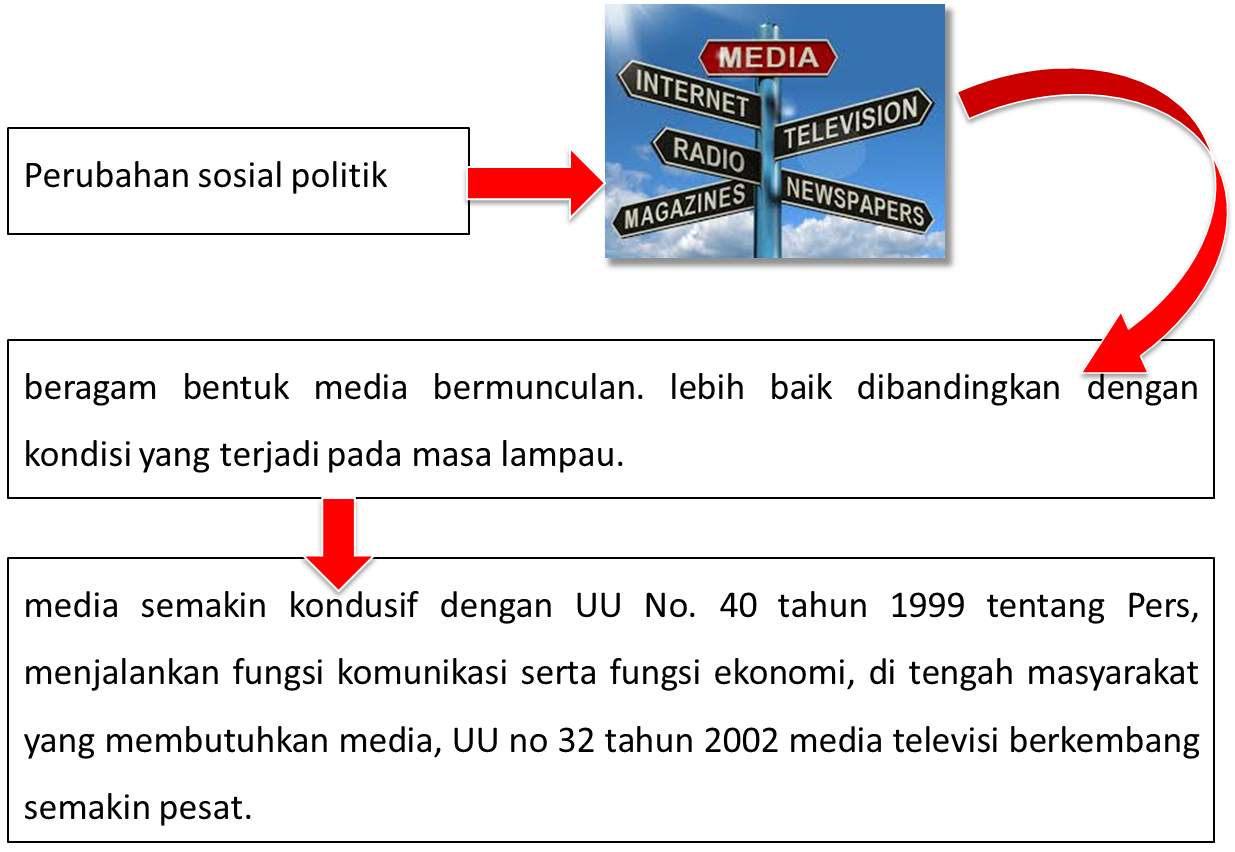 Perubahan sosial politik
MEDIA
INTERNET
TELEVISION
RADIO
MAGAZINES
NEWSPAPERS
beragam bentuk media bermunculan. lebih baik dibandingkan dengan
kondisi yang terjadi pada masa lampau.
media semakin kondusif dengan UU No. 40 tahun 1999 tentang Pers,
menjalankan fungsi komunikasi serta fungsi ekonomi, di tengah masyarakat
yang membutuhkan media, UU no 32 tahun 2002 media televisi berkembang
semakin pesat.